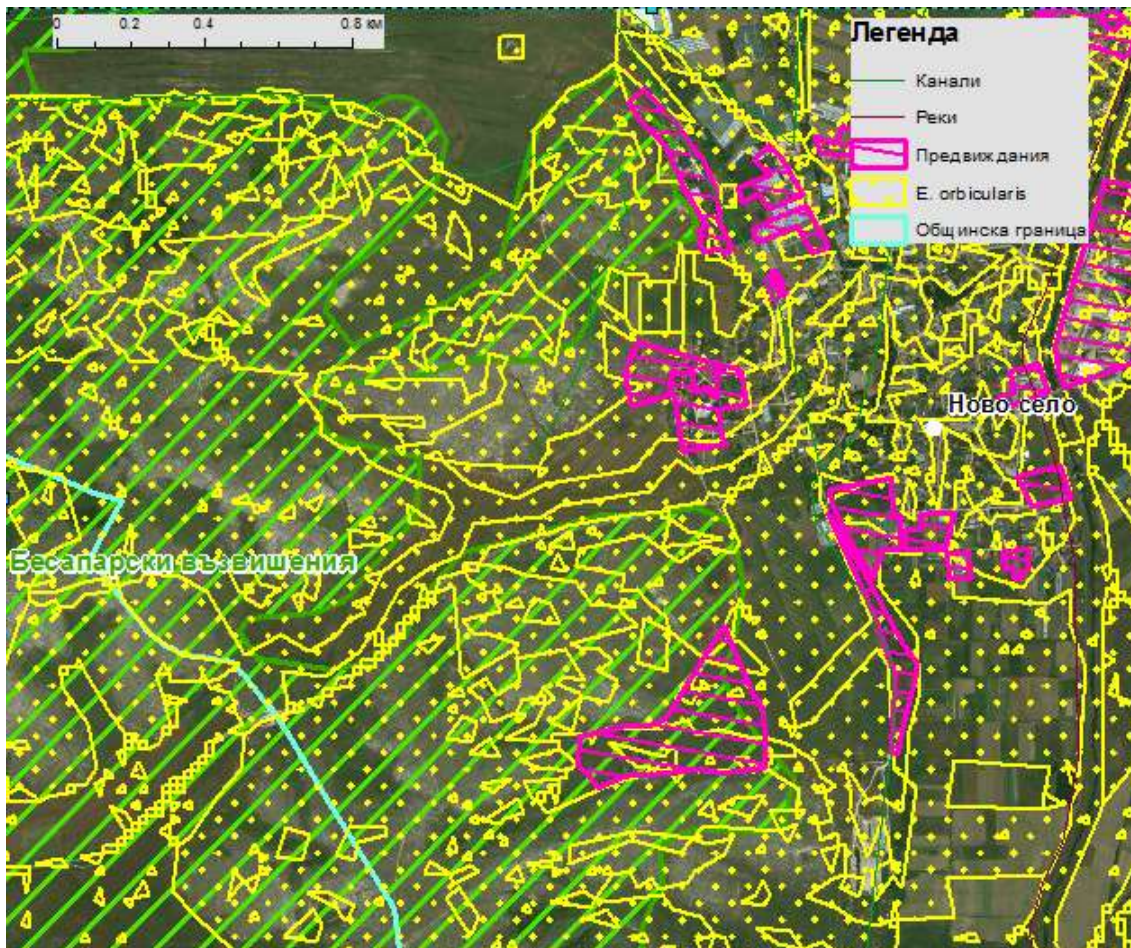 0 0.2 0.4 0.8 км
Легенда
Канали
Реки
Предвиждания
E. orbicularis
Общинска граница
Ново село
Бесапарски възвишения